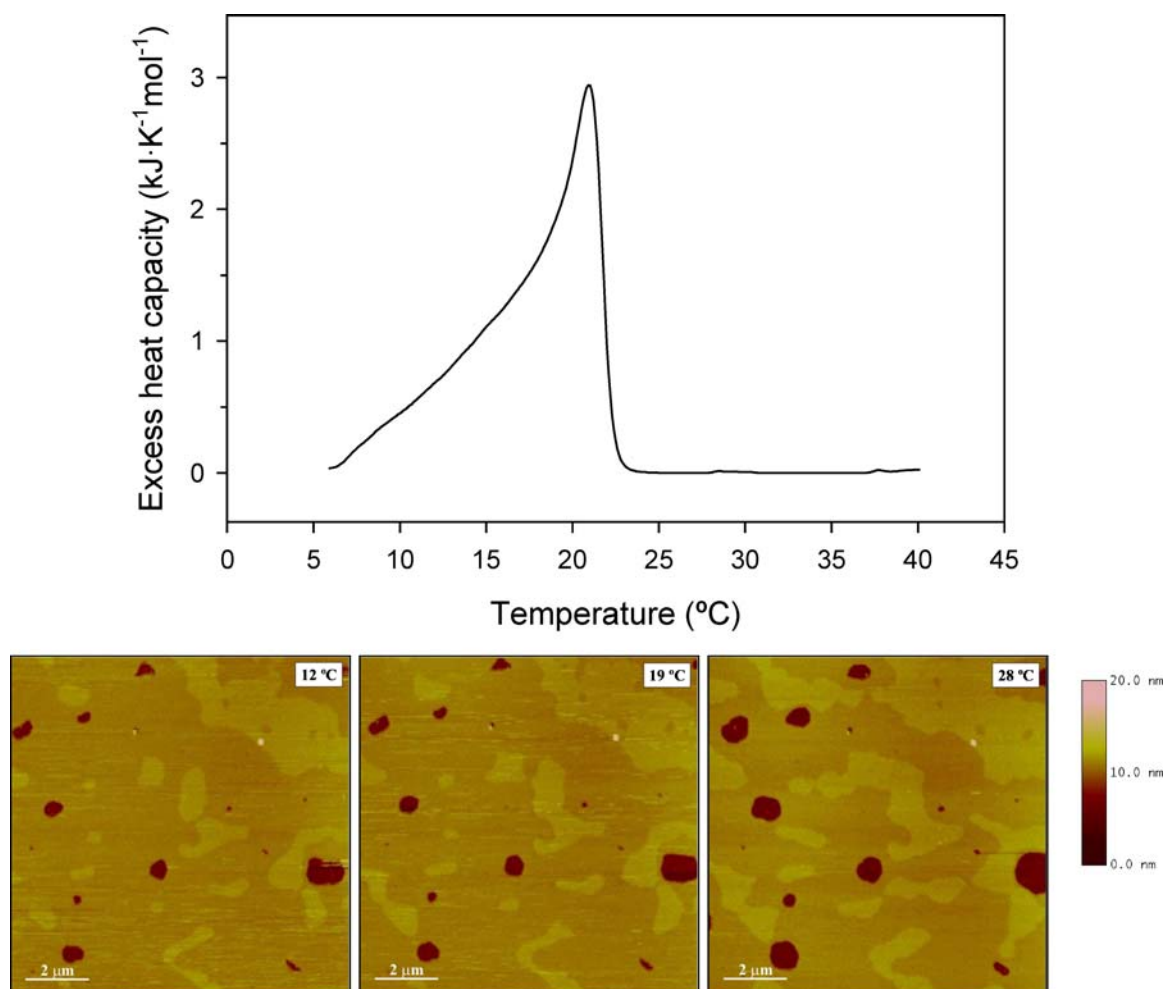 Excess heat capacity (kJ·K⁻¹mol⁻¹)
3
2
1
0
0 5 10 15 20 25 30 35 40 45
Temperature (ºC)
12 ºC
19 ºC
28 ºC
20.0 nm
10.0 nm
0.0 nm
2 µm
2 µm
2 µm